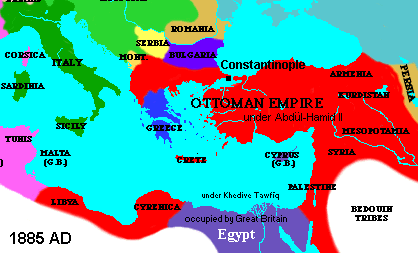 ROMANIA
SERBIA
CORSICA
ITALY
MONT
BULGARIA
Constantinople
ARMENIA
PERSIA
SARDINIA
KURDISTAN
OTTOMAN EMPIRE
under Abdül-Hamid II
SICILY
GREECE
MESOPOTAMIA
TUNIS
MALTA
(G.B.)
CRETE
CYPRUS
(G.B.)
SYRIA
PALESTINE
LIBYA
CYRENICA
under Khedive Tawfiq
occupied by Great Britain
Egypt
BEDOUIN
TRIBES
1885 AD